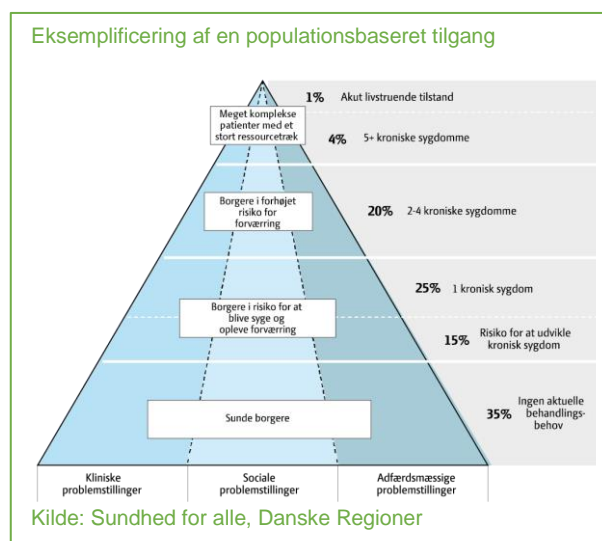 Eksemplificering af en populationsbaseret tilgang
1% Akut livstruende tilstand
Meget komplekse
patienter med et
stort ressourcetræk
4% 5+ kroniske sygdomme
Borgere i forhøjet
risiko for
forværring
20% 2-4 kroniske sygdomme
25% 1 kronisk sygdom
Borgere i risiko for at
blive syge og
opleve forværring
15% Risiko for at udvikle
kronisk sygdom
Sunde borgere
35% Ingen aktuelle
behandlings-
behov
Kliniske
problemstillinger
Sociale
problemstillinger
Adfærdsmæssige
problemstillinger
Kilde: Sundhed for alle, Danske Regioner